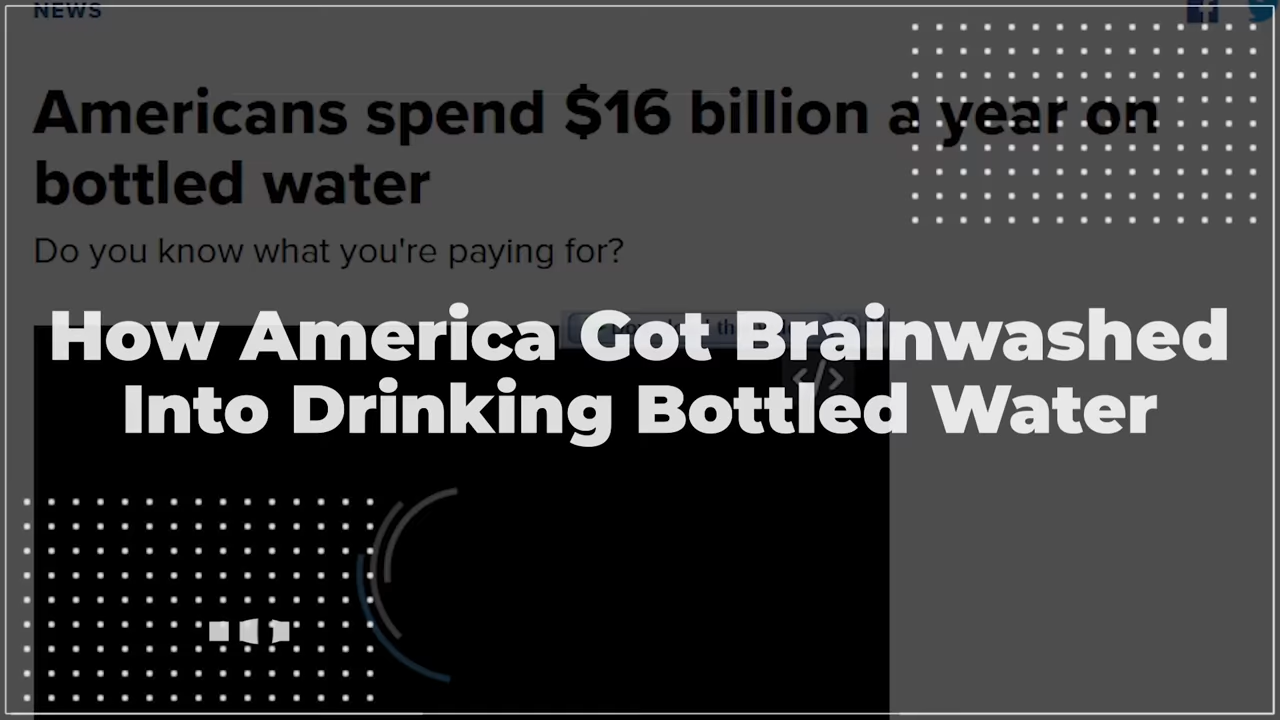 NEWS
Americans spend $16 billion a year on
bottled water
Do you know what you're paying for?
How America Got Brainwashed
Into Drinking Bottled Water